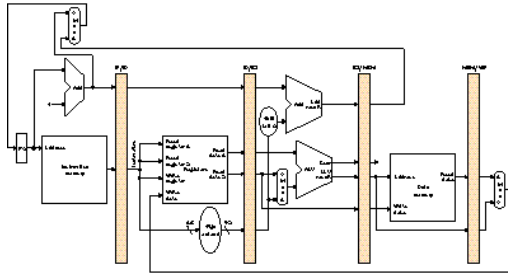 IF/ID
ID/EX
EX/MEM
MEM/WB
Add
4
Add
Add
result
Shift
left 2
PC
Address
Instruction
memory
Instruction
Read
register 1
Read
register 2
Registers
Write
register
Write
data
Read
data 1
Read
data 2
Zero
ALU
ALU
result
Address
Data
memory
Write
data
Read
data
16
Sign
extend
32